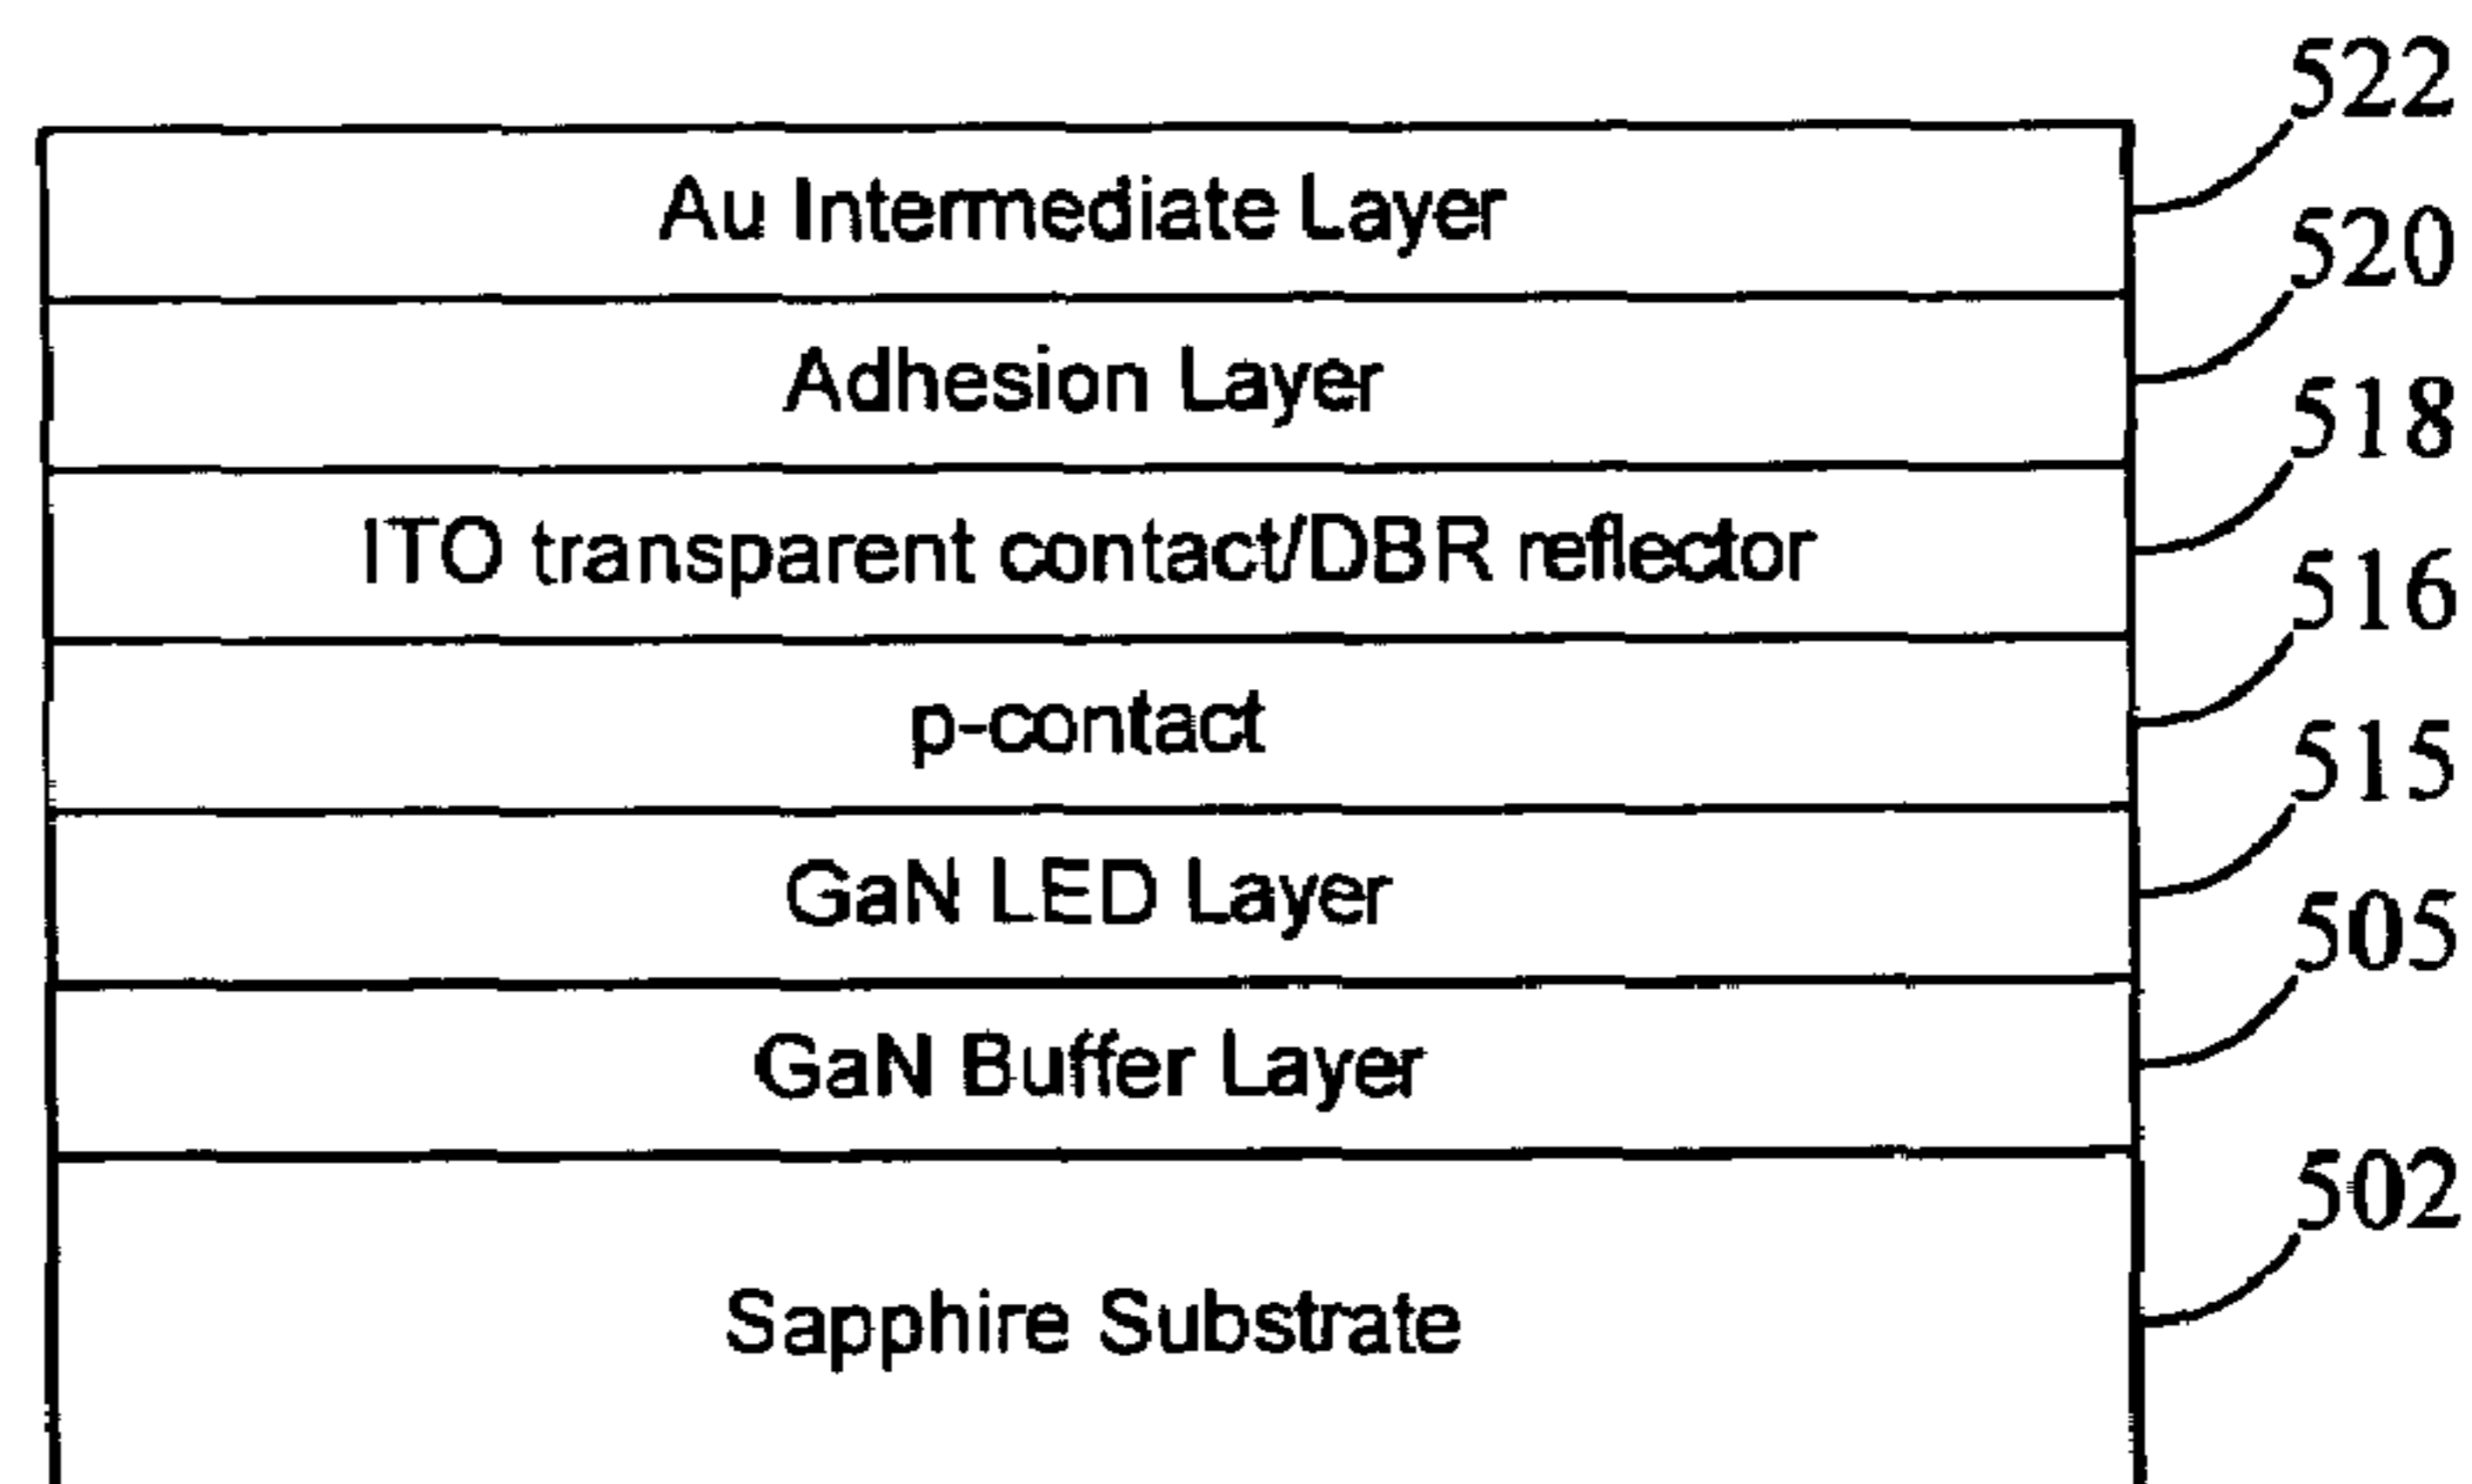 522
Au Intermediate Layer
520
Adhesion Layer
518
ITO transparent contact/DBR reflector
516
p-contact
515
GaN LED Layer
505
GaN Buffer Layer
502
Sapphire Substrate